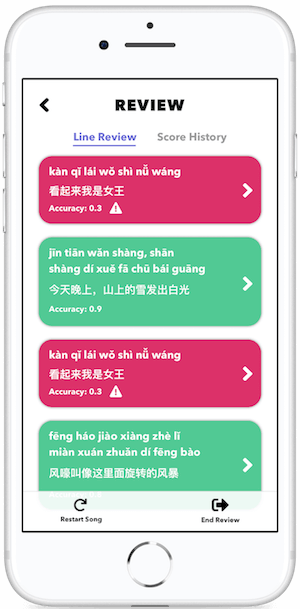 REVIEW
Line Review
Score History
kàn qǐ lái wǒ shì nǚ wáng
看起来我是女王
Accuracy: 0.3
jīn tiān wǎn shàng, shān
shàng dí xuě fā chū bái guāng
今天晚上，山上的雪发出白光
Accuracy: 0.9
kàn qǐ lái wǒ shì nǚ wáng
看起来我是女王
Accuracy: 0.3
fēng háo jiào xiàng zhè lǐ
miàn xuán zhuǎn dí fēng bào
风嚎叫像这里面旋转的风暴
Restart Song
End Review